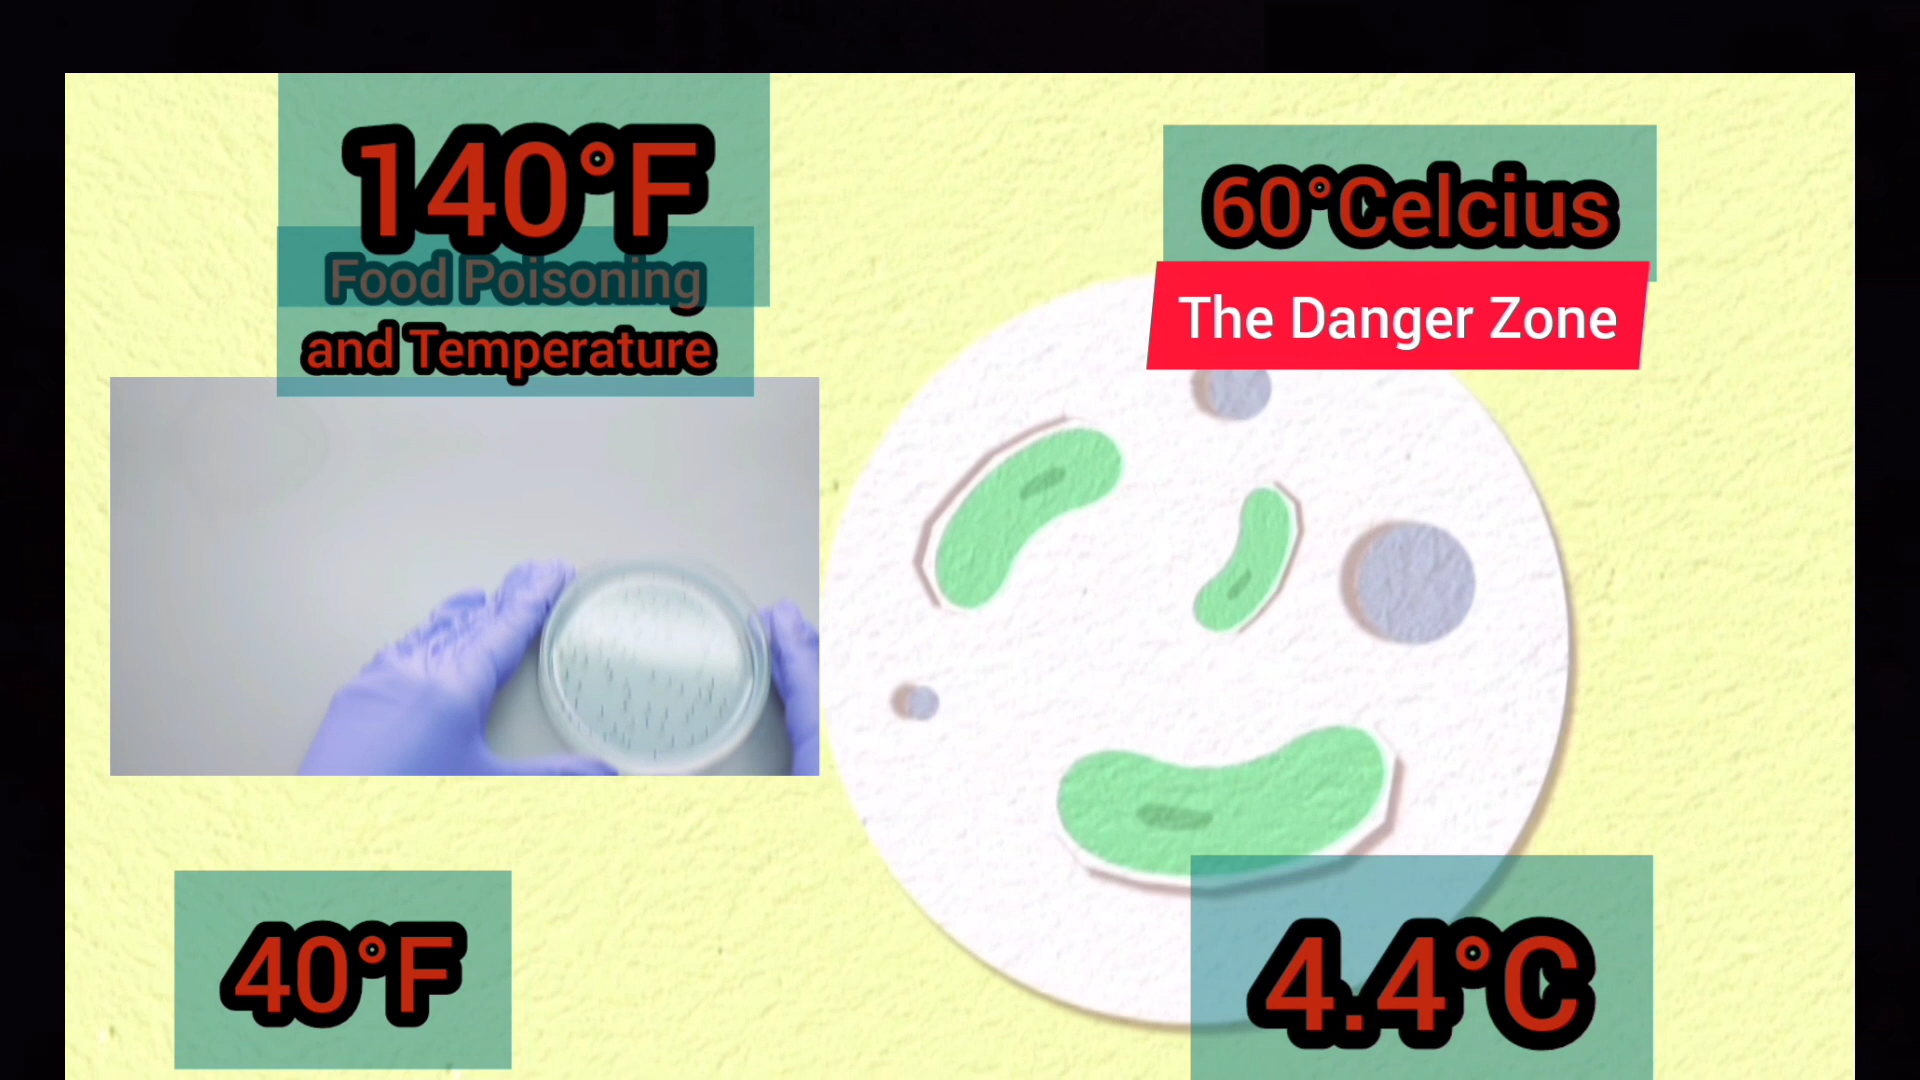 140°F
Food Poisoning
and Temperature
60°Celcius
The Danger Zone
40°F
4.4°C